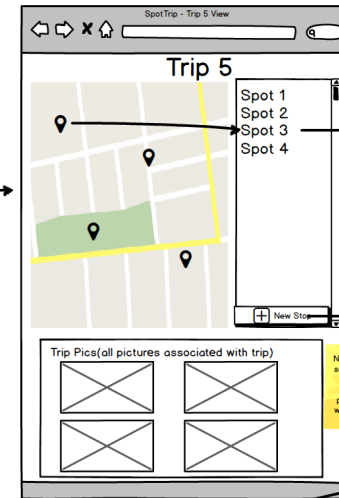 SpotTrip - Trip 5 View
Trip 5
Spot 1
Spot 2
Spot 3
Spot 4
New Stop
Trip Pics(all pictures associated with trip)